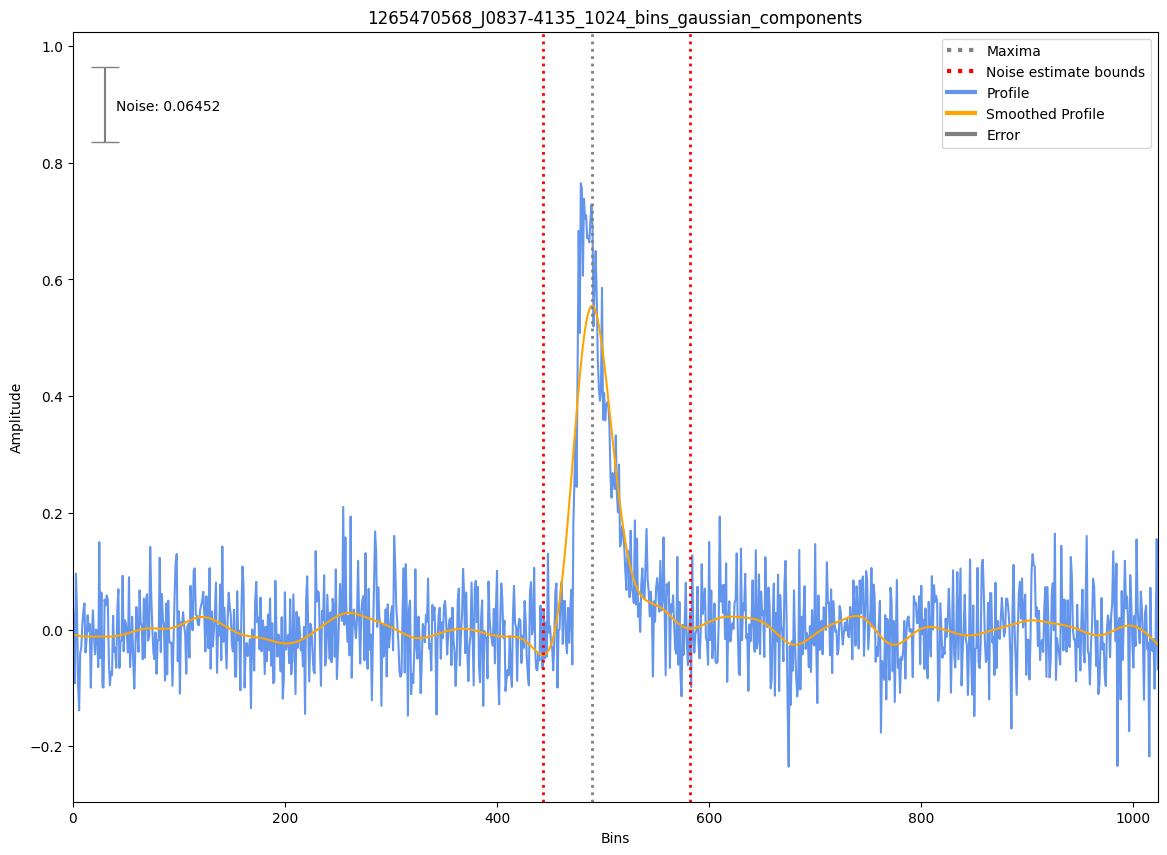 1265470568_J0837-4135_1024_bins_gaussian_components
1.0
0.8
0.6
0.4
0.2
0.0
−0.2
Amplitude
Noise: 0.06452
Maxima
Noise estimate bounds
Profile
Smoothed Profile
Error
0
200
400
600
800
1000
Bins